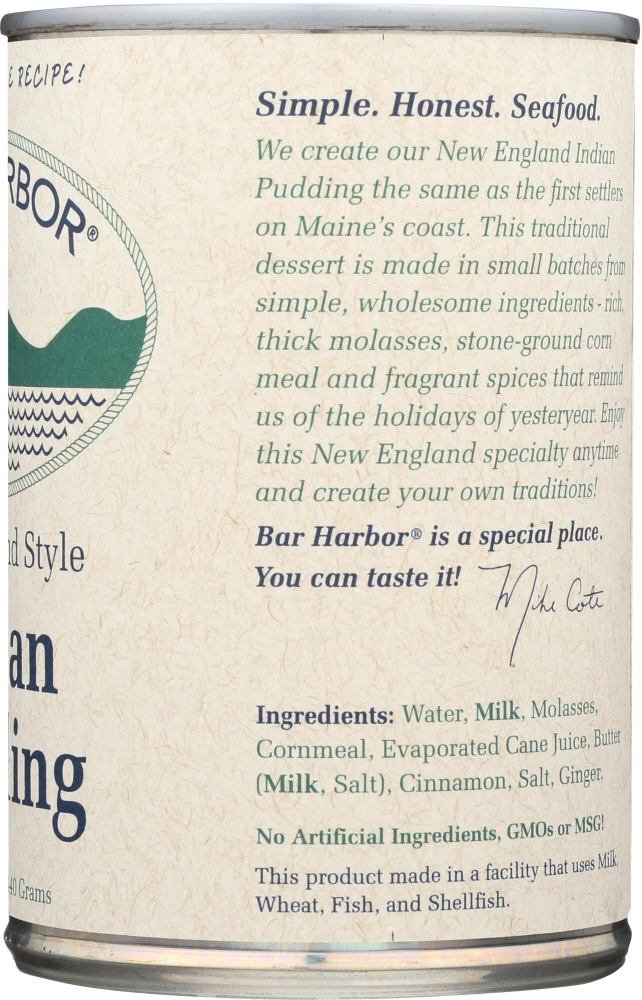 E RECIPE!
RBOR®
d Style
an
ing
40 Grams
Simple. Honest. Seafood.
We create our New England Indian
Pudding the same as the first settlers
on Maine's coast. This traditional
dessert is made in small batches from
simple, wholesome ingredients - rich,
thick molasses, stone-ground corn
meal and fragrant spices that remind
us of the holidays of yesteryear. Enjoy
this New England specialty anytime
and create your own traditions!
Bar Harbor® is a special place.
You can taste it!
Mike Cote
Ingredients: Water, Milk, Molasses,
Cornmeal, Evaporated Cane Juice, Butter
(Milk, Salt), Cinnamon, Salt, Ginger.
No Artificial Ingredients, GMOs or MSG!
This product made in a facility that uses Milk,
Wheat, Fish, and Shellfish.